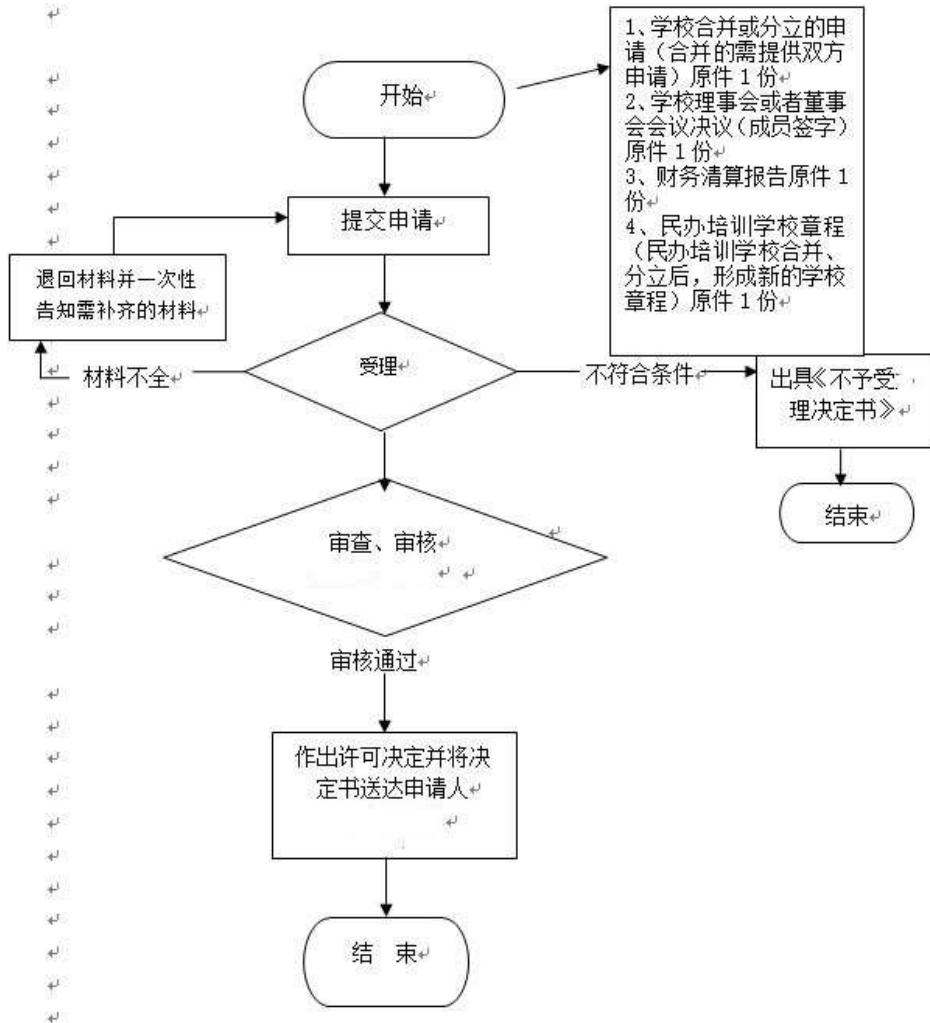 开始
1、学校合并或分立的申
请（合并的需提供双方
申请）原件 1 份
2、学校理事会或者董事
会会议决议（成员签字）
原件 1 份
3、财务清算报告原件 1
份
4、民办培训学校章程
（民办培训学校合并、
分立后，形成新的学校
章程）原件 1 份
提交申请
退回材料并一次性
告知需补齐的材料
受理
材料不全
不符合条件
出具《不予受
理决定书》
结束
审查、审核
审核通过
作出许可决定并将决
定书送达申请人
结 束